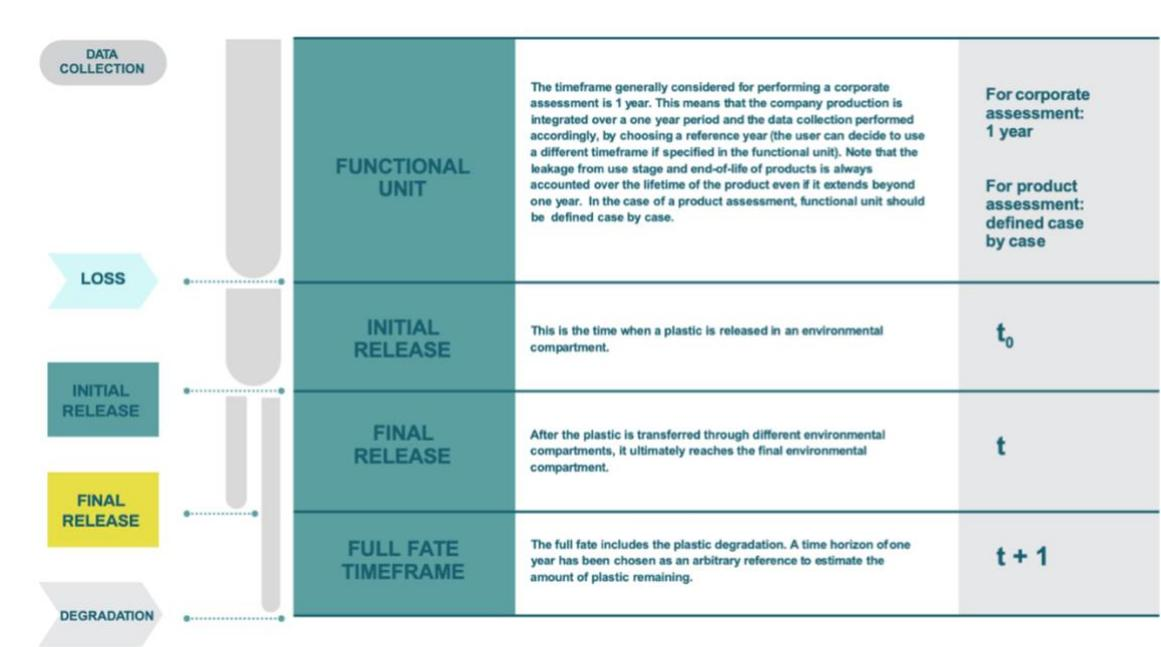 DATA
COLLECTION
LOSS
INITIAL
RELEASE
FINAL
RELEASE
DEGRADATION
FUNCTIONAL
UNIT
The timeframe generally considered for performing a corporate
assessment is 1 year. This means that the company production is
integrated over a one year period and the data collection performed
accordingly, by choosing a reference year (the user can decide to use
a different timeframe if specified in the functional unit). Note that the
leakage from use stage and end-of-life of products is always
accounted over the lifetime of the product even if it extends beyond
one year. In the case of a product assessment, functional unit should
be defined case by case.
For corporate
assessment:
1 year
For product
assessment:
defined case
by case
INITIAL
RELEASE
This is the time when a plastic is released in an environmental
compartment.
t₀
FINAL
RELEASE
After the plastic is transferred through different environmental
compartments, it ultimately reaches the final environmental
compartment.
t
FULL FATE
TIMEFRAME
The full fate includes the plastic degradation. A time horizon of one
year has been chosen as an arbitrary reference to estimate the
amount of plastic remaining.
t + 1